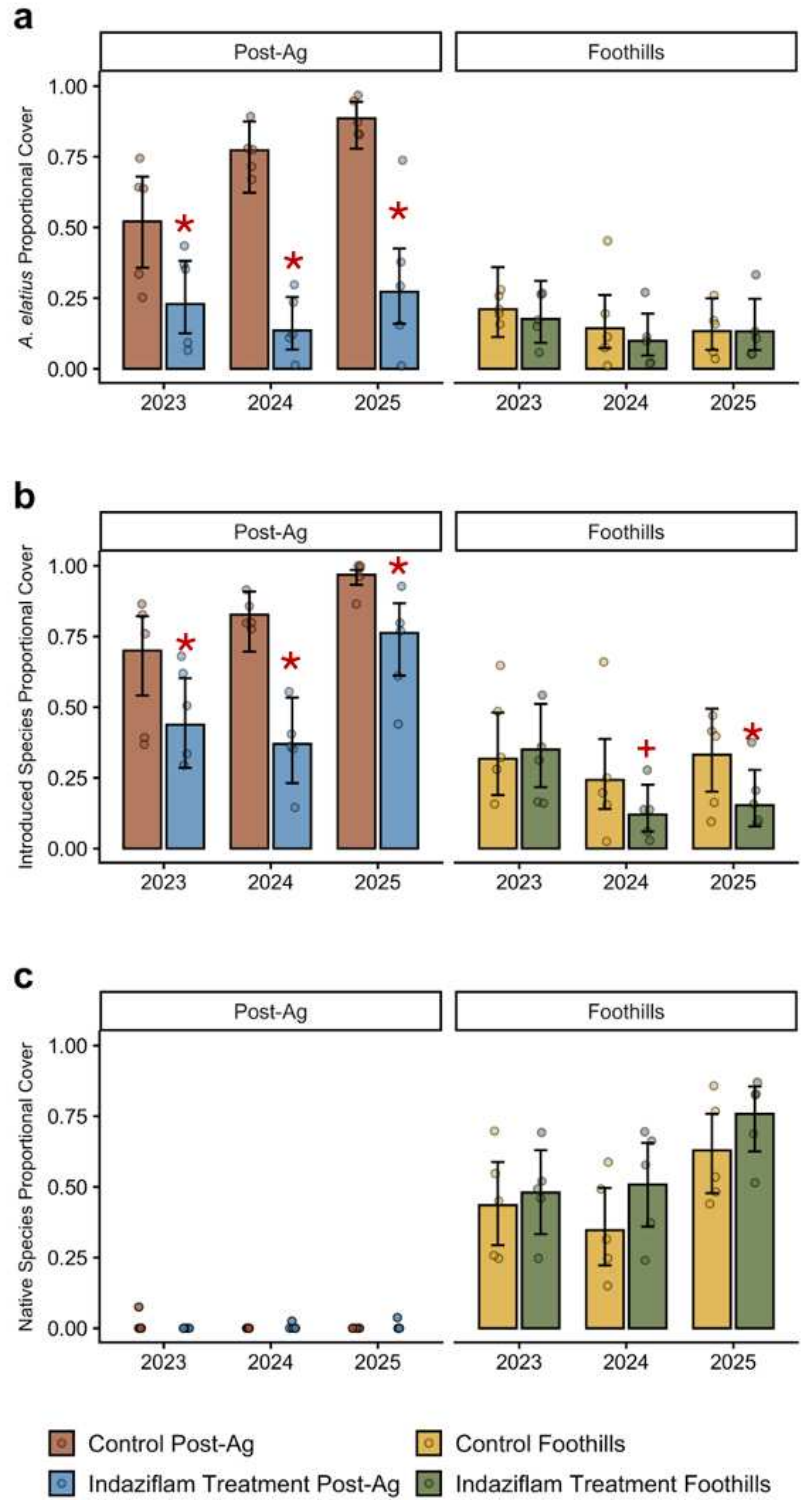 a
Post-Ag Foothills
A. elatius Proportional Cover
1.00
0.75
0.50
0.25
0.00
* * *
2023 2024 2025 2023 2024 2025
b
Post-Ag Foothills
Introduced Species Proportional Cover
1.00
0.75
0.50
0.25
0.00
* * * + *
2023 2024 2025 2023 2024 2025
c
Post-Ag Foothills
Native Species Proportional Cover
1.00
0.75
0.50
0.25
0.00
2023 2024 2025 2023 2024 2025
Control Post-Ag Control Foothills
Indaziflam Treatment Post-Ag Indaziflam Treatment Foothills